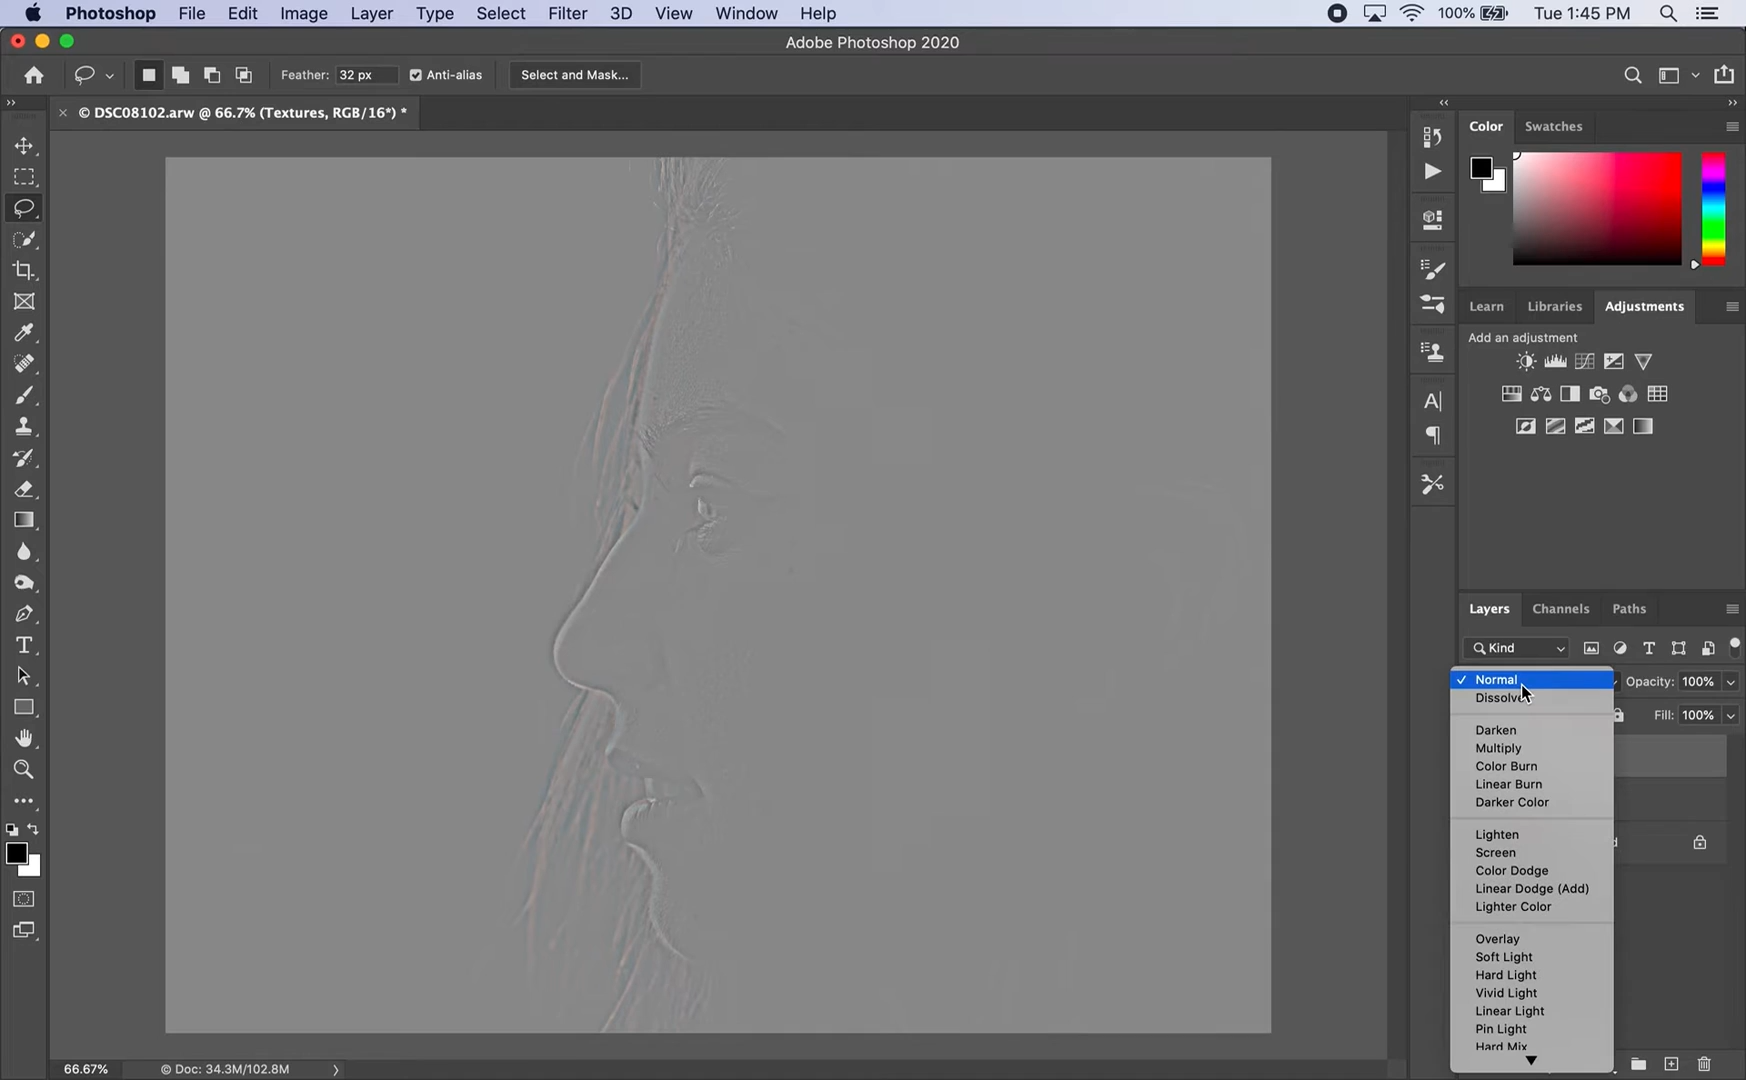 Photoshop File Edit Image Layer Type Select Filter 3D View Window Help 100% Tue 1:45 PM
Adobe Photoshop 2020
Feather: 32 px Anti-alias Select and Mask...
© DSC08102.arw @ 66.7% (Textures, RGB/16*) *
Color Swatches
Learn Libraries Adjustments
Add an adjustment
Layers Channels Paths
Kind
Normal
Opacity: 100%
Dissolve
Fill: 100%
Darken
Multiply
Color Burn
Linear Burn
Darker Color
Lighten
Screen
Color Dodge
Linear Dodge (Add)
Lighter Color
Overlay
Soft Light
Hard Light
Vivid Light
Linear Light
Pin Light
Hard Mix
66.67% © Doc: 34.3M/102.8M